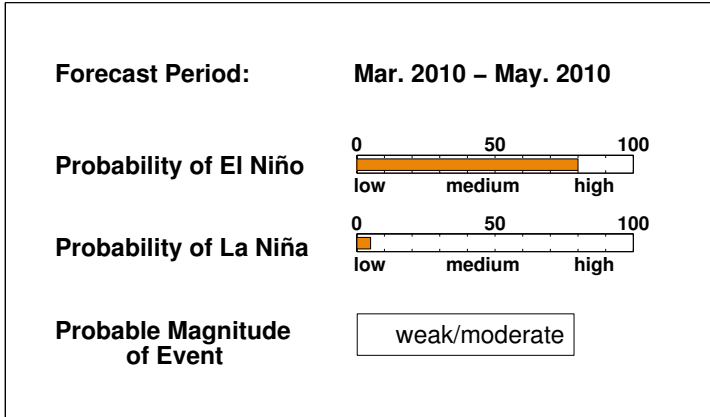 Forecast Period: Mar. 2010 – May. 2010
0 50 100
Probability of El Niño
low medium high
0 50 100
Probability of La Niña
low medium high
Probable Magnitude
of Event
weak/moderate